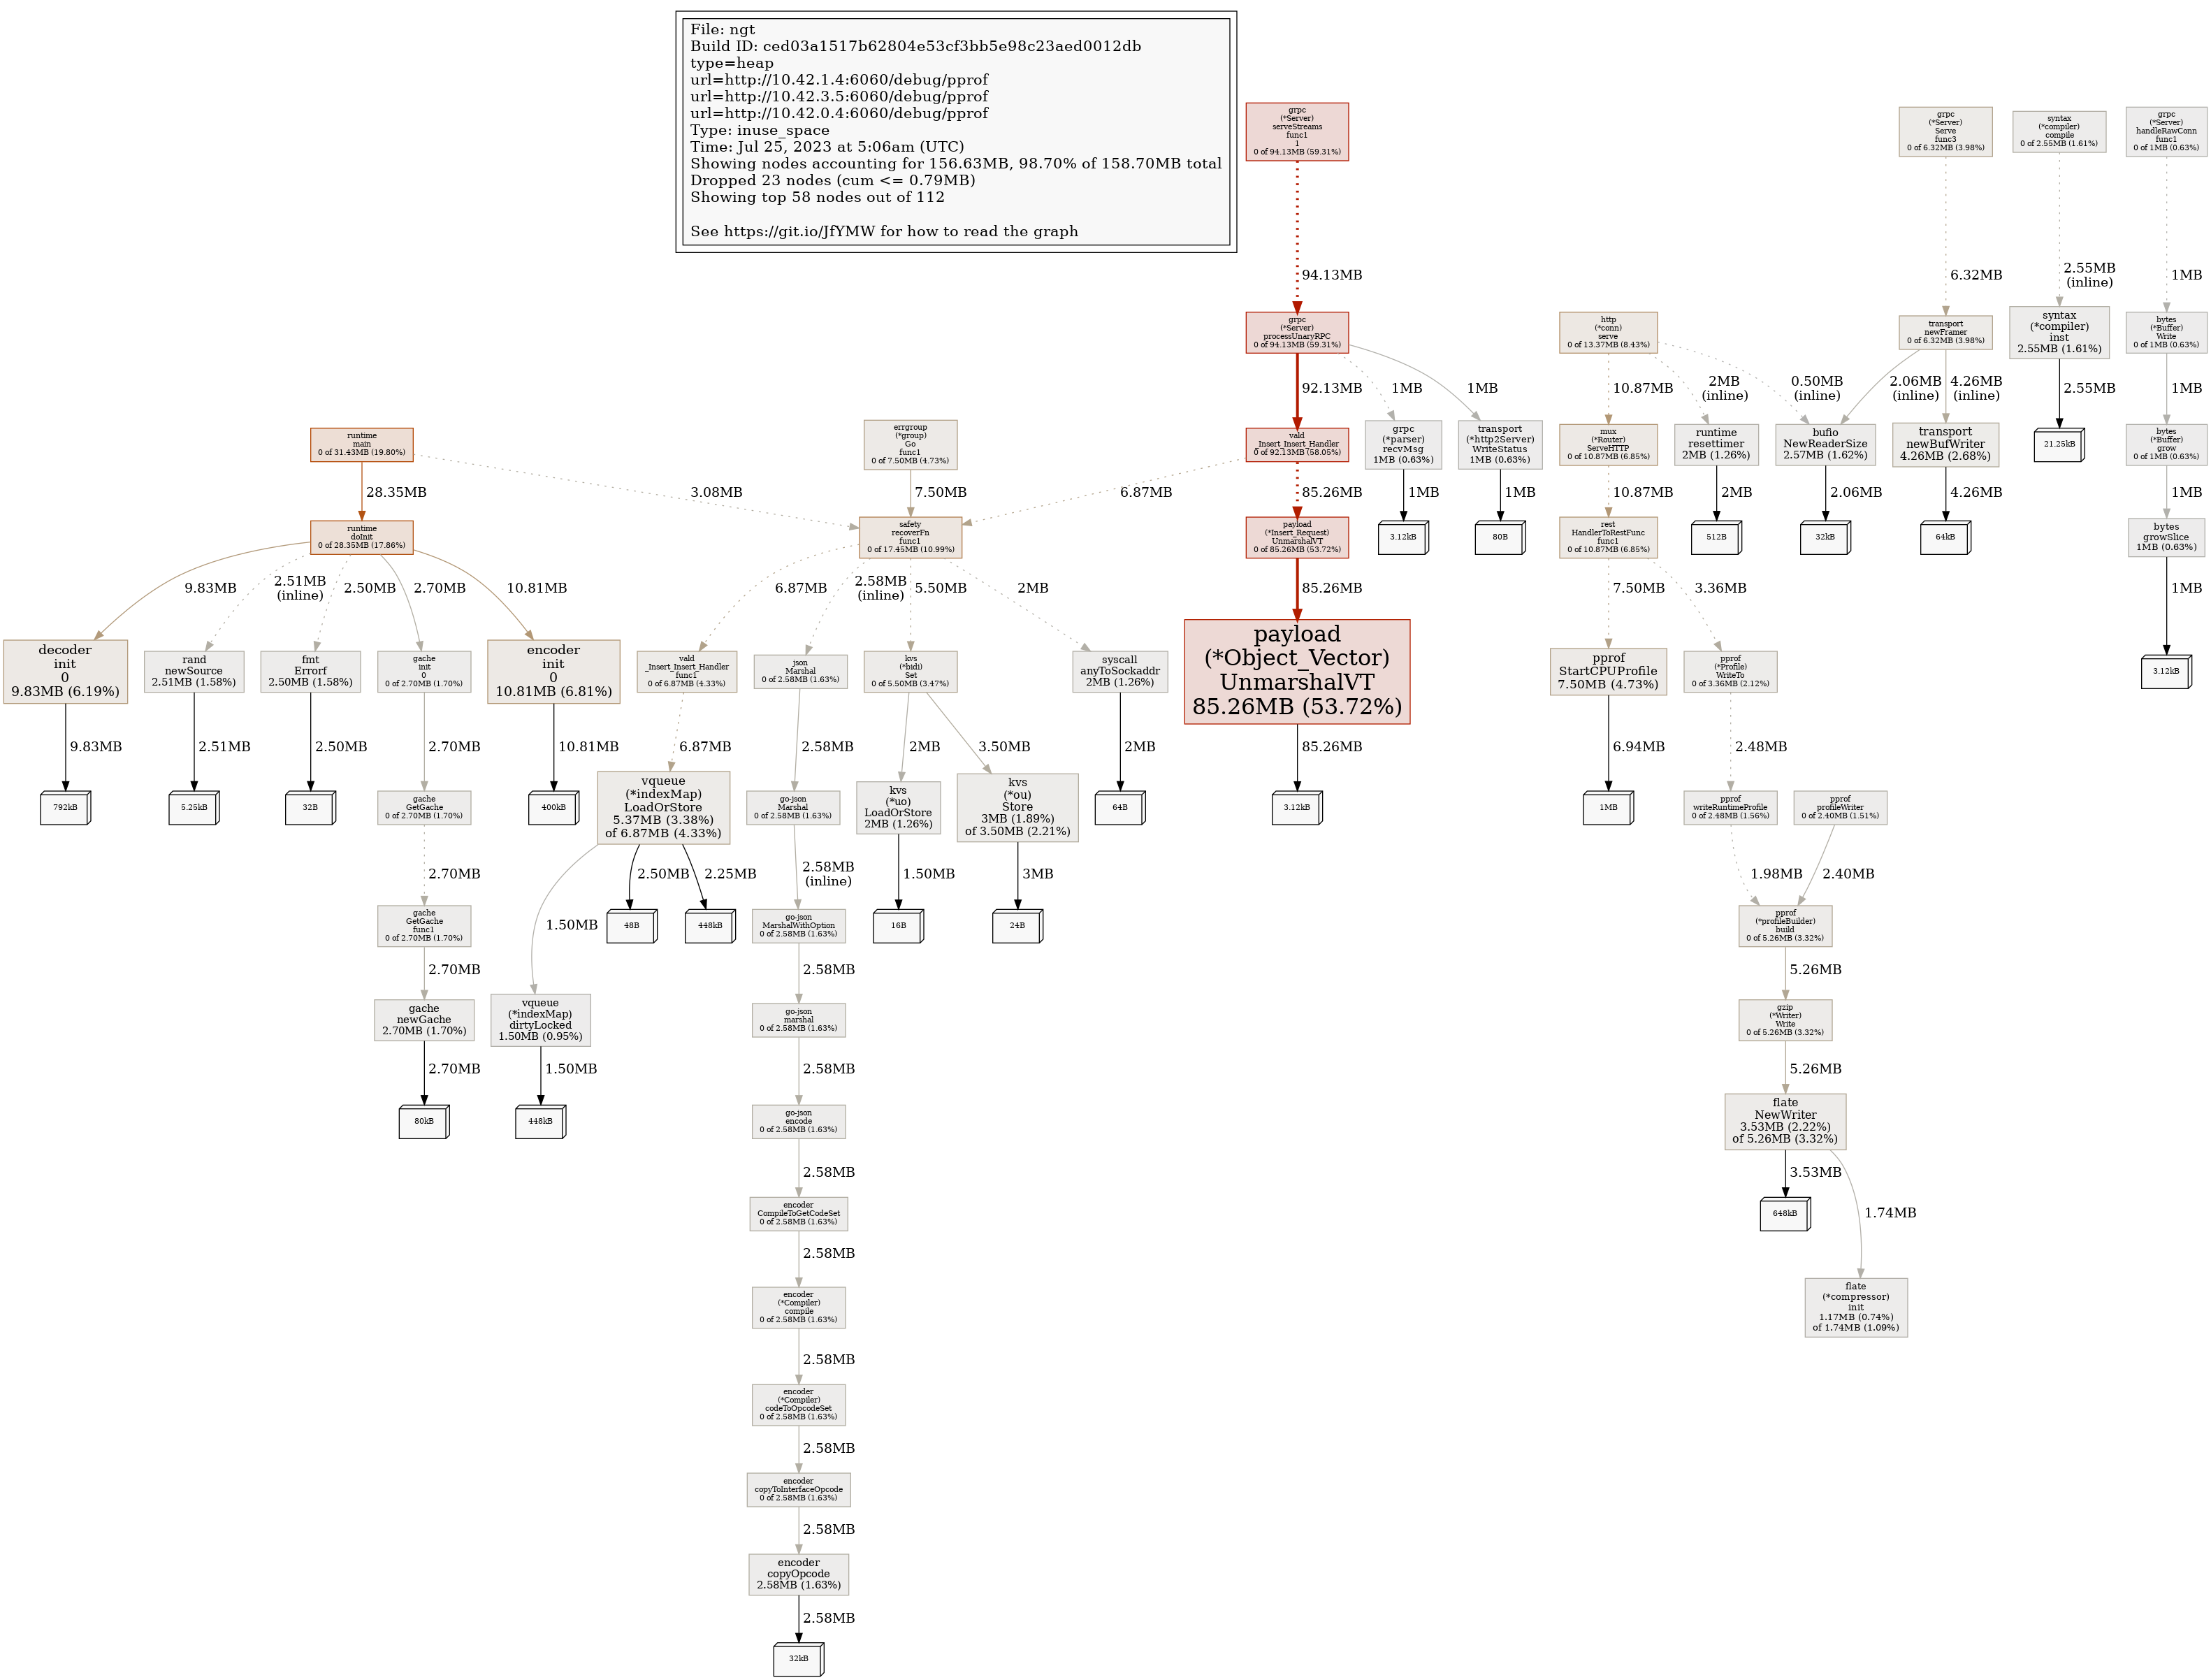 File: ngt
Build ID: ced03a1517b62804e53cf3bb5e98c23aed0012db
type=heap
url=http://10.42.1.4:6060/debug/pprof
url=http://10.42.3.5:6060/debug/pprof
url=http://10.42.0.4:6060/debug/pprof
Type: inuse_space
Time: Jul 25, 2023 at 5:06am (UTC)
Showing nodes accounting for 156.63MB, 98.70% of 158.70MB total
Dropped 23 nodes (cum <= 0.79MB)
Showing top 58 nodes out of 112
See https://git.io/JfYMW for how to read the graph
grpc
(*Server)
serveStreams
func1
1
0 of 94.13MB (59.31%)
grpc
(*Server)
Serve
func3
0 of 6.32MB (3.98%)
syntax
(*compiler)
compile
0 of 2.55MB (1.61%)
grpc
(*Server)
handleRawConn
func1
0 of 1MB (0.63%)
94.13MB
6.32MB
2.55MB
(inline)
1MB
grpc
(*Server)
processUnaryRPC
0 of 94.13MB (59.31%)
http
(*conn)
serve
0 of 13.37MB (8.43%)
transport
newFramer
0 of 6.32MB (3.98%)
syntax
(*compiler)
inst
2.55MB (1.61%)
bytes
(*Buffer)
Write
0 of 1MB (0.63%)
92.13MB
1MB
1MB
10.87MB
2MB
(inline)
0.50MB
(inline)
2.06MB
(inline)
4.26MB
(inline)
2.55MB
1MB
runtime
main
0 of 31.43MB (19.80%)
errgroup
(*group)
Go
func1
0 of 7.50MB (4.73%)
vald
_Insert_Insert_Handler
0 of 92.13MB (58.05%)
grpc
(*parser)
recvMsg
1MB (0.63%)
transport
(*http2Server)
WriteStatus
1MB (0.63%)
mux
(*Router)
ServeHTTP
0 of 10.87MB (6.85%)
runtime
resettimer
2MB (1.26%)
bufio
NewReaderSize
2.57MB (1.62%)
transport
newBufWriter
4.26MB (2.68%)
21.25kB
bytes
(*Buffer)
grow
0 of 1MB (0.63%)
28.35MB
3.08MB
7.50MB
6.87MB
85.26MB
1MB
1MB
10.87MB
2MB
2.06MB
4.26MB
1MB
runtime
doInit
0 of 28.35MB (17.86%)
safety
recoverFn
func1
0 of 17.45MB (10.99%)
payload
(*Insert_Request)
UnmarshalVT
0 of 85.26MB (53.72%)
3.12kB
80B
rest
HandlerToRestFunc
func1
0 of 10.87MB (6.85%)
512B
32kB
64kB
bytes
growSlice
1MB (0.63%)
9.83MB
2.51MB
(inline)
2.50MB
2.70MB
10.81MB
6.87MB
2.58MB
(inline)
5.50MB
2MB
85.26MB
7.50MB
3.36MB
1MB
decoder
init
0
9.83MB (6.19%)
rand
newSource
2.51MB (1.58%)
fmt
Errorf
2.50MB (1.58%)
gache
init
0
0 of 2.70MB (1.70%)
encoder
init
0
10.81MB (6.81%)
vald
_Insert_Insert_Handler
func1
0 of 6.87MB (4.33%)
json
Marshal
0 of 2.58MB (1.63%)
kvs
(*bidi)
Set
0 of 5.50MB (3.47%)
syscall
anyToSockaddr
2MB (1.26%)
payload
(*Object_Vector)
UnmarshalVT
85.26MB (53.72%)
pprof
StartCPUProfile
7.50MB (4.73%)
pprof
(*Profile)
WriteTo
0 of 3.36MB (2.12%)
3.12kB
9.83MB
2.51MB
2.50MB
2.70MB
10.81MB
6.87MB
2.58MB
2MB
3.50MB
2MB
85.26MB
6.94MB
2.48MB
792kB
5.25kB
32B
gache
GetGache
0 of 2.70MB (1.70%)
400kB
vqueue
(*indexMap)
LoadOrStore
5.37MB (3.38%)
of 6.87MB (4.33%)
go-json
Marshal
0 of 2.58MB (1.63%)
kvs
(*uo)
LoadOrStore
2MB (1.26%)
kvs
(*ou)
Store
3MB (1.89%)
of 3.50MB (2.21%)
64B
3.12kB
1MB
pprof
writeRuntimeProfile
0 of 2.48MB (1.56%)
pprof
profileWriter
0 of 2.40MB (1.51%)
2.70MB
1.50MB
2.50MB
2.25MB
2.58MB
(inline)
1.50MB
3MB
1.98MB
2.40MB
gache
GetGache
func1
0 of 2.70MB (1.70%)
48B
448kB
go-json
MarshalWithOption
0 of 2.58MB (1.63%)
16B
24B
pprof
(*profileBuilder)
build
0 of 5.26MB (3.32%)
2.70MB
2.58MB
5.26MB
gache
newGache
2.70MB (1.70%)
vqueue
(*indexMap)
dirtyLocked
1.50MB (0.95%)
go-json
marshal
0 of 2.58MB (1.63%)
gzip
(*Writer)
Write
0 of 5.26MB (3.32%)
2.70MB
1.50MB
2.58MB
5.26MB
80kB
448kB
go-json
encode
0 of 2.58MB (1.63%)
flate
NewWriter
3.53MB (2.22%)
of 5.26MB (3.32%)
2.58MB
3.53MB
1.74MB
encoder
CompileToGetCodeSet
0 of 2.58MB (1.63%)
648kB
2.58MB
encoder
(*Compiler)
compile
0 of 2.58MB (1.63%)
flate
(*compressor)
init
1.17MB (0.74%)
of 1.74MB (1.09%)
2.58MB
encoder
(*Compiler)
codeToOpcodeSet
0 of 2.58MB (1.63%)
2.58MB
encoder
copyToInterfaceOpcode
0 of 2.58MB (1.63%)
2.58MB
encoder
copyOpcode
2.58MB (1.63%)
2.58MB
32kB